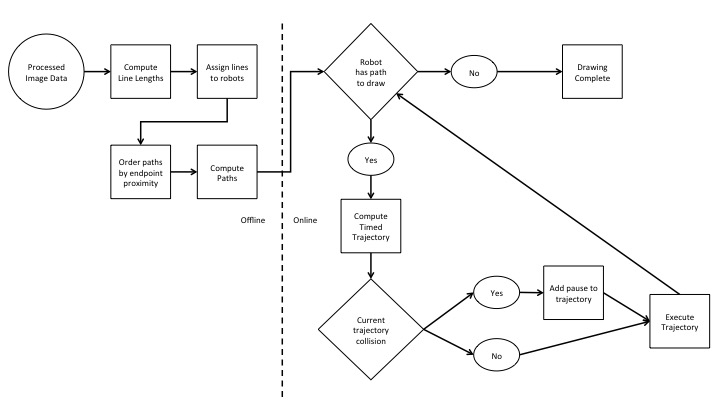 Processed
Image Data
Compute
Line Lengths
Assign lines
to robots
Order paths
by endpoint
proximity
Compute
Paths
Offline
Online
Robot
has path
to draw
No
Drawing
Complete
Yes
Compute
Timed
Trajectory
Current
trajectory
collision
Yes
Add pause to
trajectory
No
Execute
Trajectory